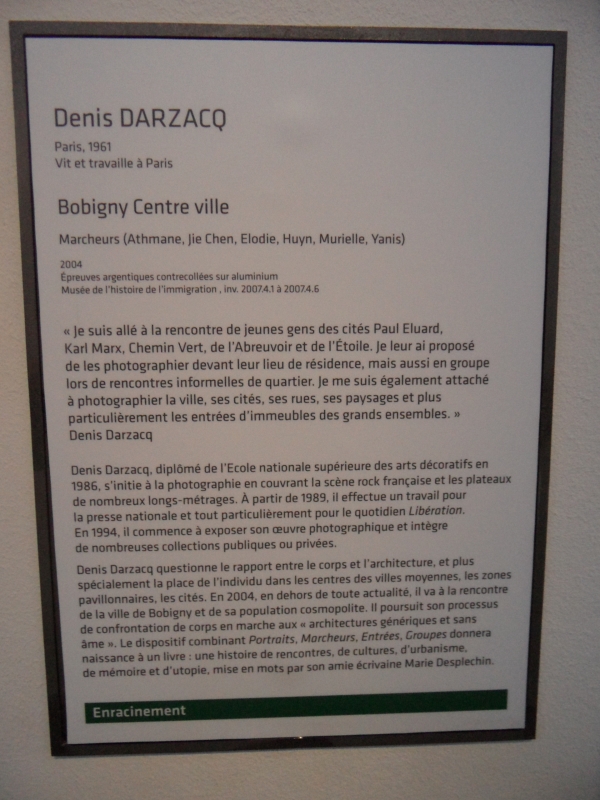 Denis DARZACQ
Paris, 1961
Vit et travaille à Paris
Bobigny Centre ville
Marcheurs (Athmane, Jie Chen, Elodie, Huyn, Murielle, Yanis)
2004
Épreuves argentiques contrecollées sur aluminium
Musée de l'histoire de l'immigration , inv. 2007.4.1 à 2007.4.6
« Je suis allé à la rencontre de jeunes gens des cités Paul Eluard,
Karl Marx, Chemin Vert, de l'Abreuvoir et de l'Étoile. Je leur ai proposé
de les photographier devant leur lieu de résidence, mais aussi en groupe
lors de rencontres informelles de quartier. Je me suis également attaché
à photographier la ville, ses cités, ses rues, ses paysages et plus
particulièrement les entrées d'immeubles des grands ensembles. »
Denis Darzacq
Denis Darzacq, diplômé de l'Ecole nationale supérieure des arts décoratifs en
1986, s'initie à la photographie en couvrant la scène rock française et les plateaux
de nombreux longs-métrages. À partir de 1989, il effectue un travail pour
la presse nationale et tout particulièrement pour le quotidien Libération.
En 1994, il commence à exposer son œuvre photographique et intègre
de nombreuses collections publiques ou privées.
Denis Darzacq questionne le rapport entre le corps et l'architecture, et plus
spécialement la place de l'individu dans les centres des villes moyennes, les zones
pavillonnaires, les cités. En 2004, en dehors de toute actualité, il va à la rencontre
de la ville de Bobigny et de sa population cosmopolite. Il poursuit son processus
de confrontation de corps en marche aux « architectures génériques et sans
âme ». Le dispositif combinant Portraits, Marcheurs, Entrées, Groupes donnera
naissance à un livre : une histoire de rencontres, de cultures, d'urbanisme,
de mémoire et d'utopie, mise en mots par son amie écrivaine Marie Desplechin.
Enracinement